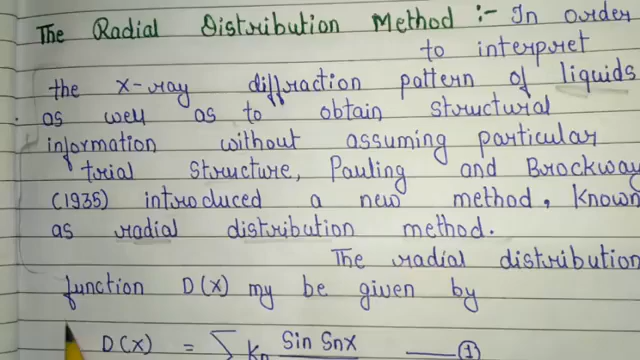 The Radial Distribution Method :- In order
to interpret
the x-ray diffraction pattern of liquids
as well as to obtain structural
information without assuming particular
trial structure, Pauling and Brockway
(1935) introduced a new method, Known
as radial distribution method.
The radial distribution
function D(x) my be given by
D(x) = ∑ Kn Sin Snx — ①